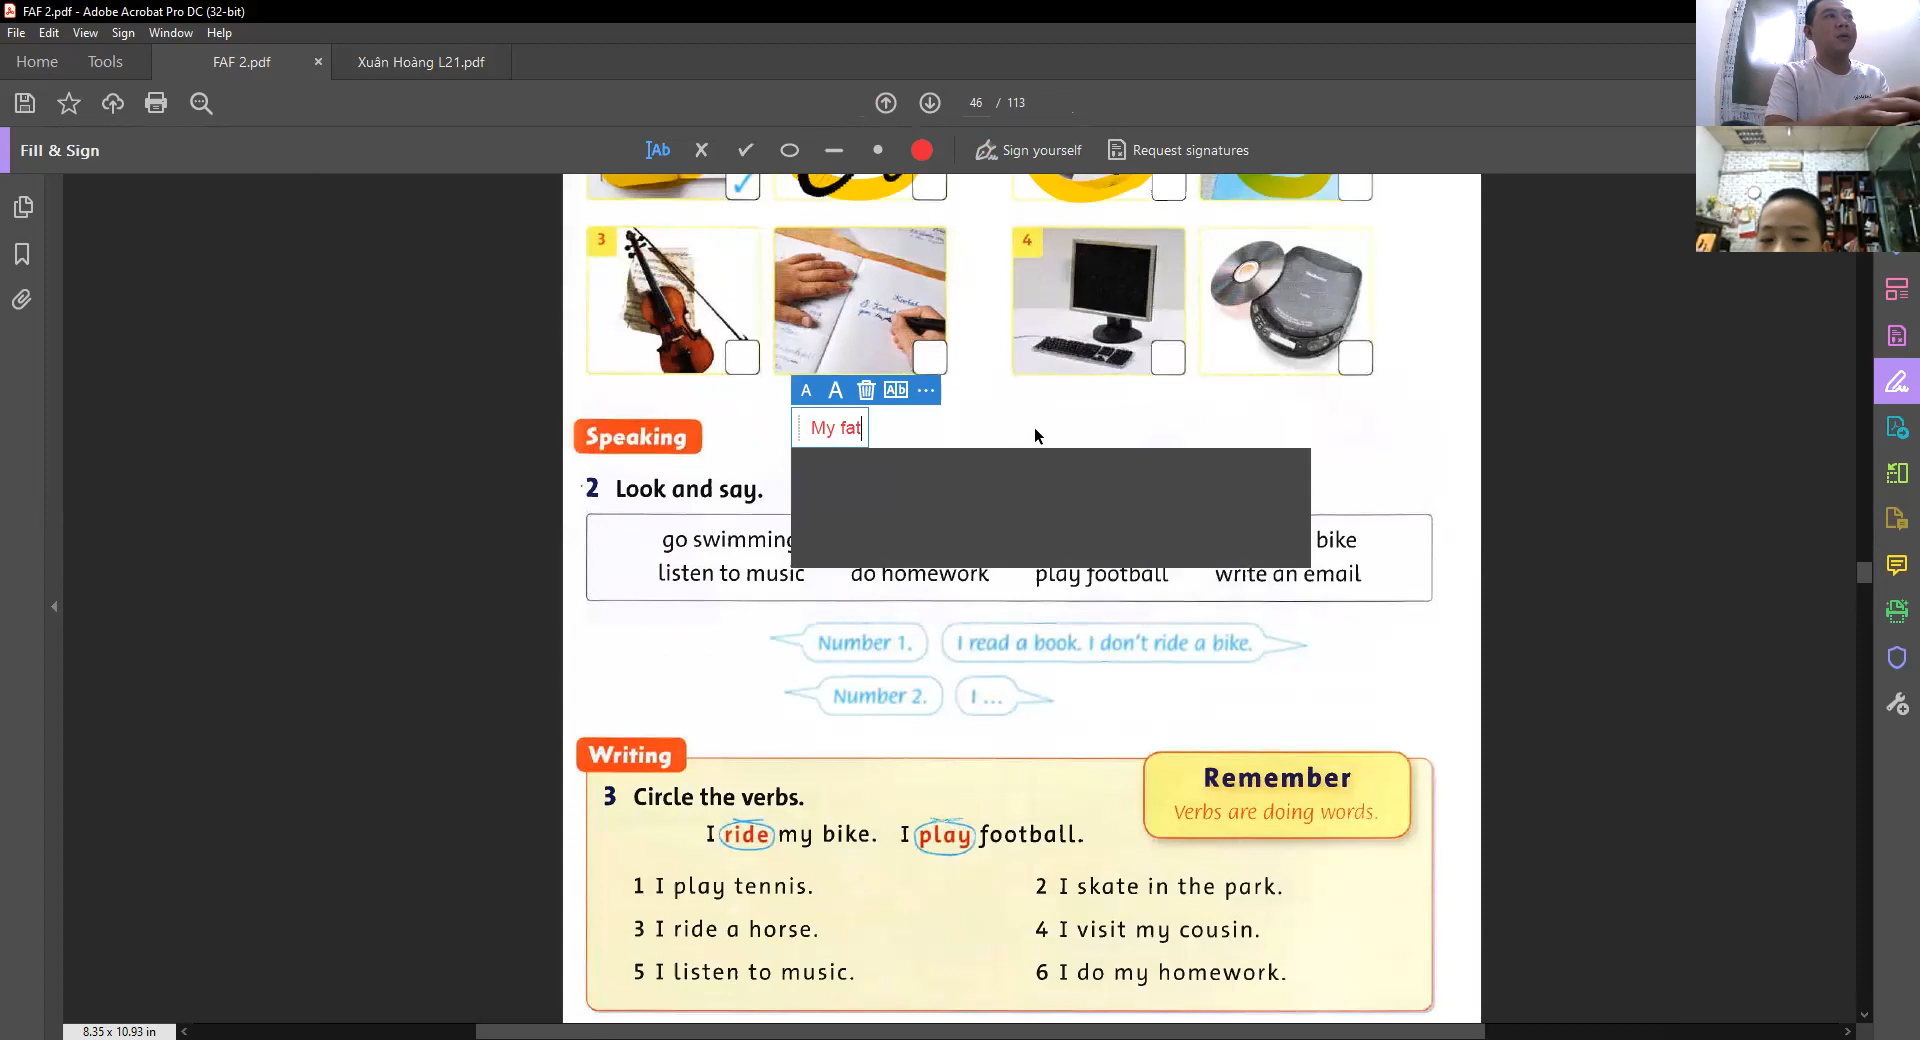 FAF 2.pdf - Adobe Acrobat Pro DC (32-bit)
File Edit View Sign Window Help
Home Tools FAF 2.pdf × Xuân Hoàng L21.pdf
46 / 113
Fill & Sign Ab Sign yourself Request signatures
3 4
A A Ab ...
My fat
Speaking
2 Look and say.
go swimming bike
listen to music do homework play football write an email
Number 1. I read a book. I don't ride a bike.
Number 2. I ...
Writing
Remember
Verbs are doing words.
3 Circle the verbs.
I ride my bike. I play football.
1 I play tennis. 2 I skate in the park.
3 I ride a horse. 4 I visit my cousin.
5 I listen to music. 6 I do my homework.
8.35 x 10.93 in